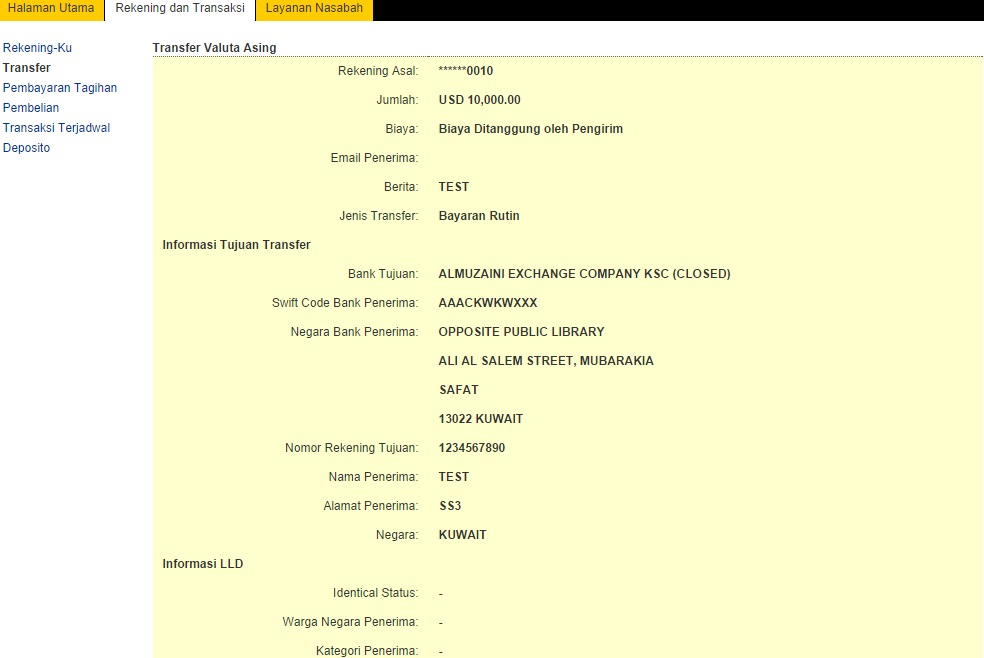 Halaman Utama Rekening dan Transaksi Layanan Nasabah
Rekening-Ku
Transfer
Pembayaran Tagihan
Pembelian
Transaksi Terjadwal
Deposito
Transfer Valuta Asing
Rekening Asal: ******0010
Jumlah: USD 10,000.00
Biaya: Biaya Ditanggung oleh Pengirim
Email Penerima:
Berita: TEST
Jenis Transfer: Bayaran Rutin
Informasi Tujuan Transfer
Bank Tujuan: ALMUZAINI EXCHANGE COMPANY KSC (CLOSED)
Swift Code Bank Penerima: AAACKWKWXXX
Negara Bank Penerima: OPPOSITE PUBLIC LIBRARY
ALI AL SALEM STREET, MUBARAKIA
SAFAT
13022 KUWAIT
Nomor Rekening Tujuan: 1234567890
Nama Penerima: TEST
Alamat Penerima: SS3
Negara: KUWAIT
Informasi LLD
Identical Status: -
Warga Negara Penerima: -
Kategori Penerima: -